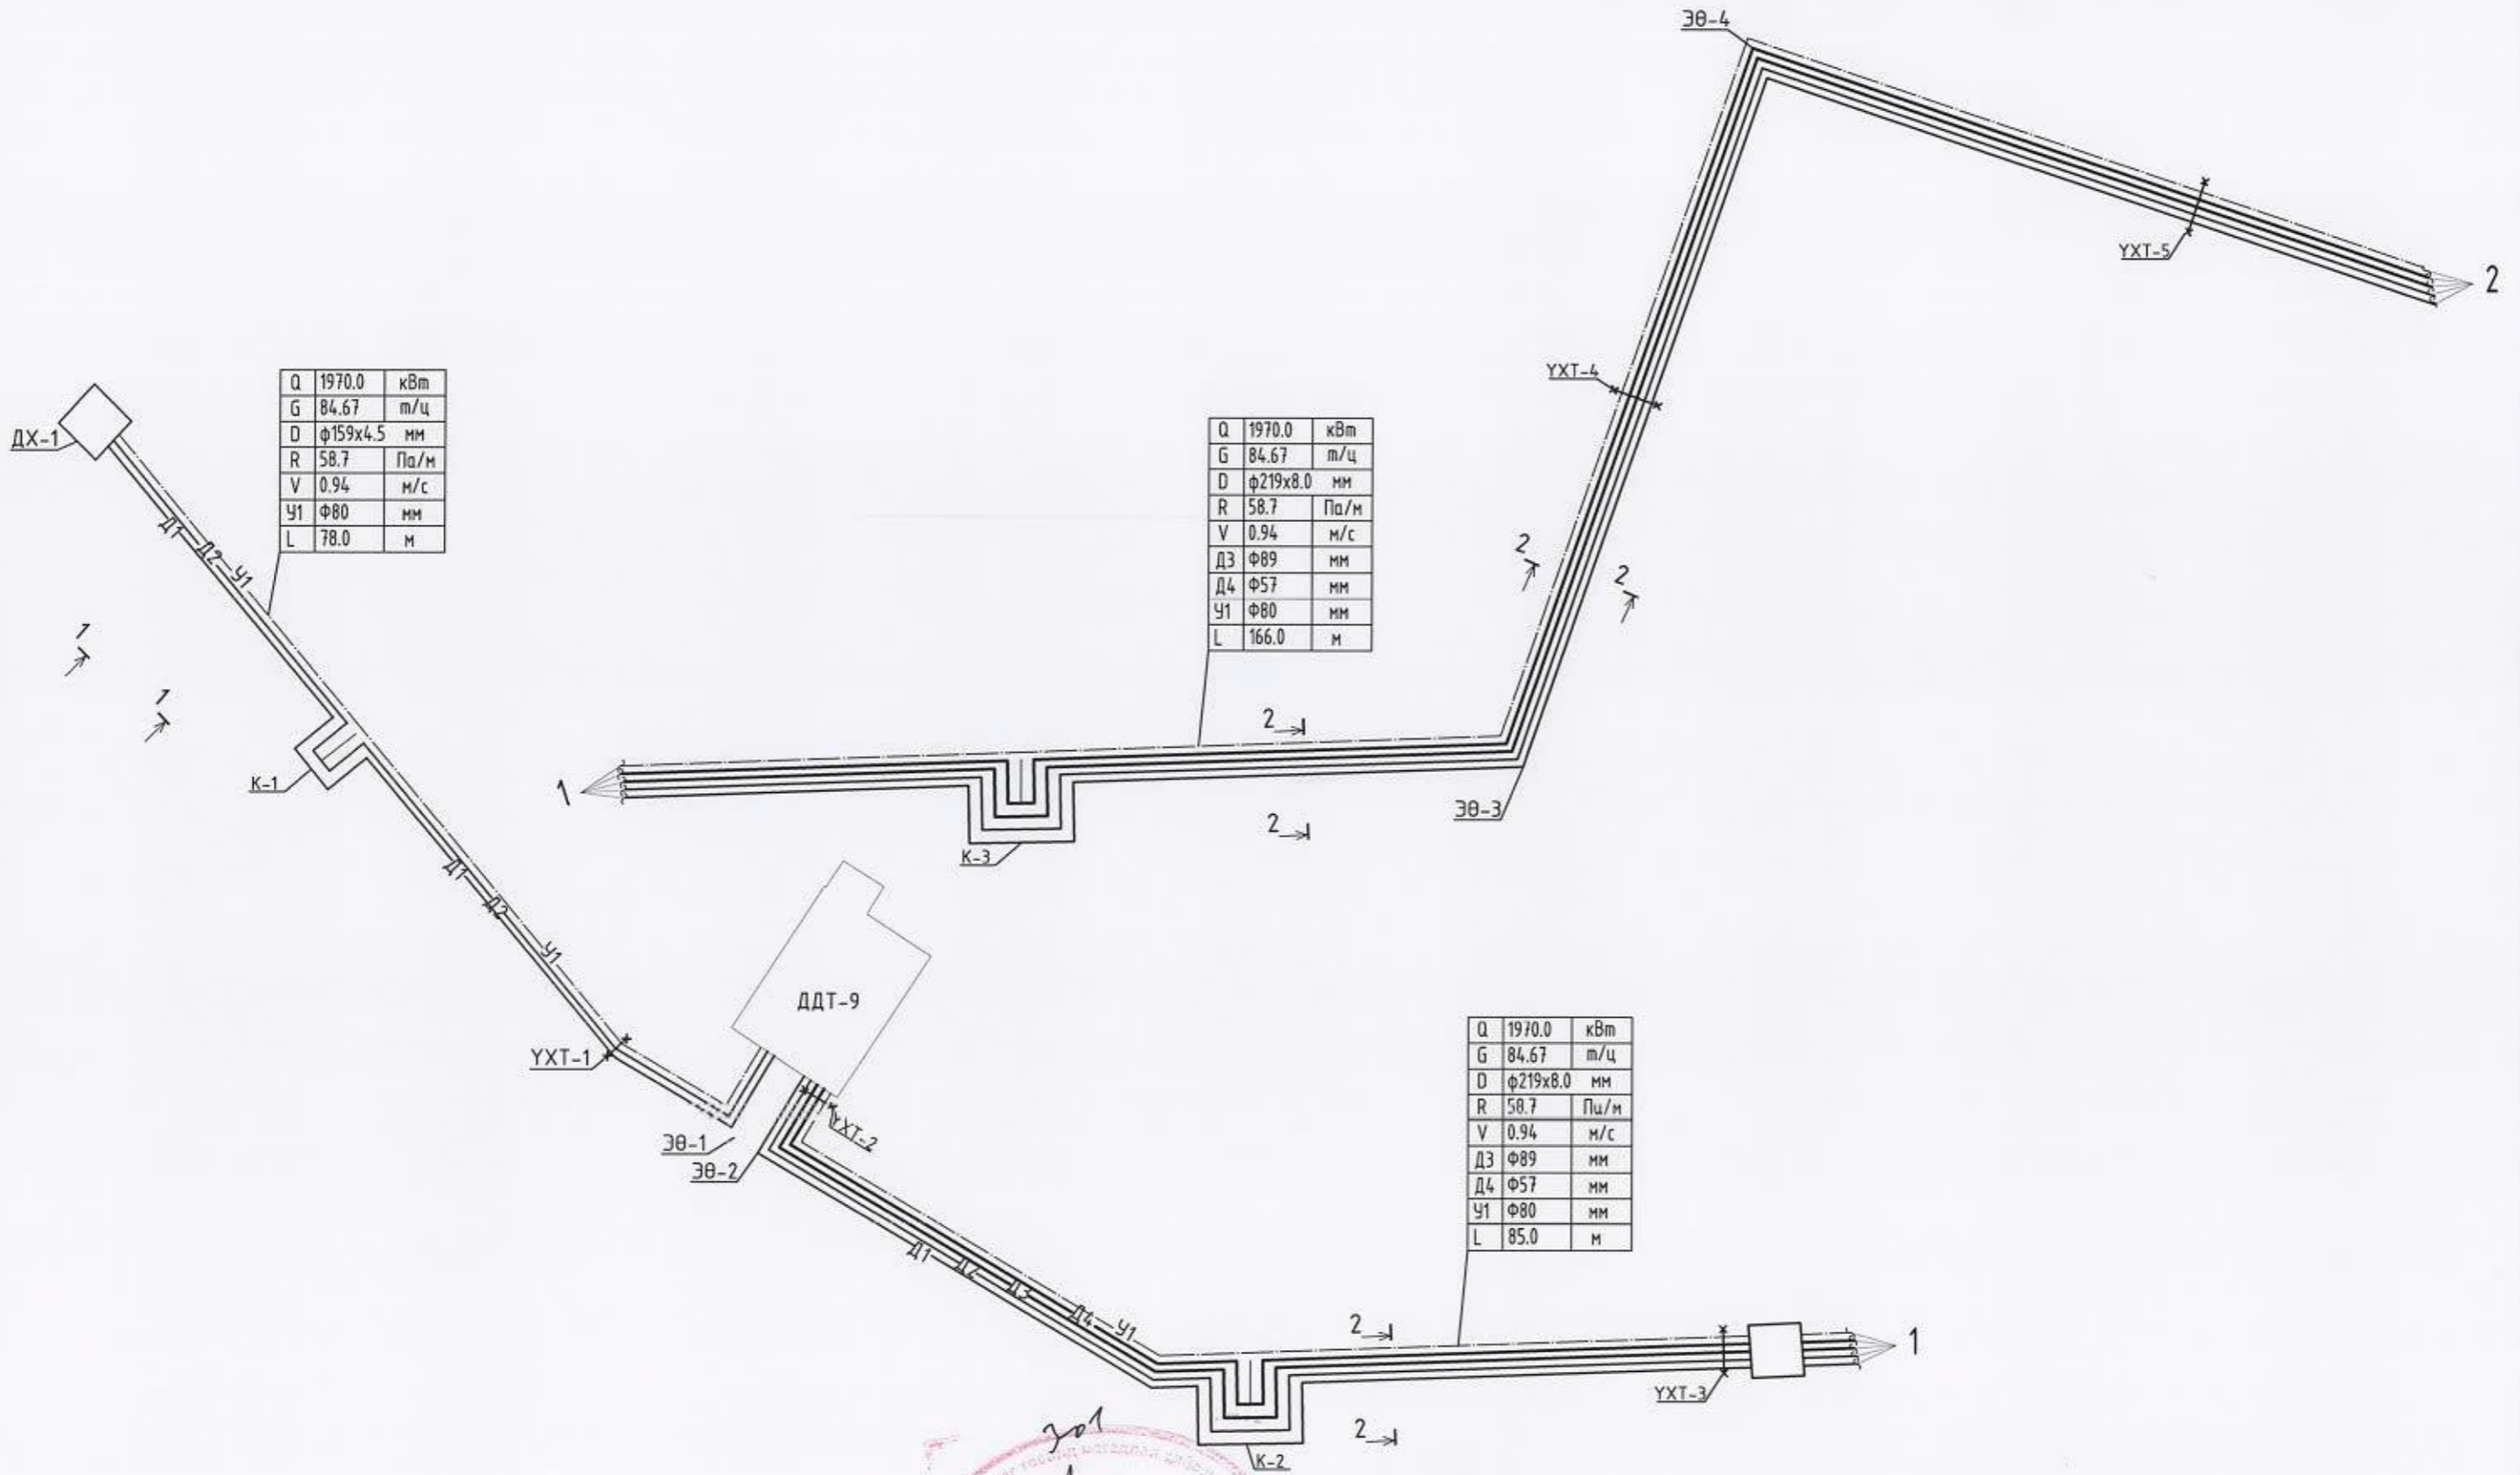 ЭӨ-4
ҮХТ-5
2
ДХ-1
Q 1970.0 кВт
G 84.67 т/ц
D ф159х4.5 мм
R 58.7 Па/м
V 0.94 м/с
У1 Ф80 мм
L 78.0 м
Д1 Д2 У1
1
1
К-1
Д1 Д2 У1
ҮХТ-1
ЭӨ-1
ЭӨ-2
ДДТ-9
ҮХТ-2
ҮХТ-4
Q 1970.0 кВт
G 84.67 т/ц
D ф219х8.0 мм
R 58.7 Па/м
V 0.94 м/с
Д3 Ф89 мм
Д4 Ф57 мм
У1 Ф80 мм
L 166.0 м
2
2
2
2
1
К-3
ЭӨ-3
Q 1970.0 кВт
G 84.67 т/ц
D ф219х8.0 мм
R 58.7 Па/м
V 0.94 м/с
Д3 Ф89 мм
Д4 Ф57 мм
У1 Ф80 мм
L 85.0 м
Д1 Д2 Д3 Д4 У1
2
1
ҮХТ-3
2
К-2